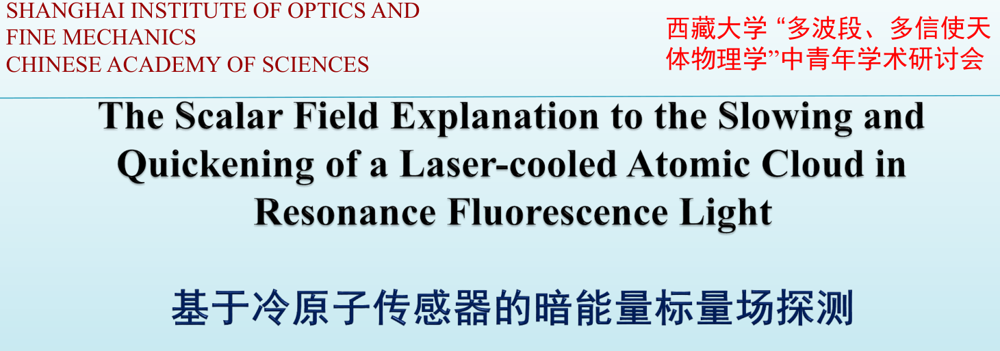 SHANGHAI INSTITUTE OF OPTICS AND
FINE MECHANICS
CHINESE ACADEMY OF SCIENCES
西藏大学 “多波段、多信使天
体物理学”中青年学术研讨会
The Scalar Field Explanation to the Slowing and
Quickening of a Laser-cooled Atomic Cloud in
Resonance Fluorescence Light
基于冷原子传感器的暗能量标量场探测